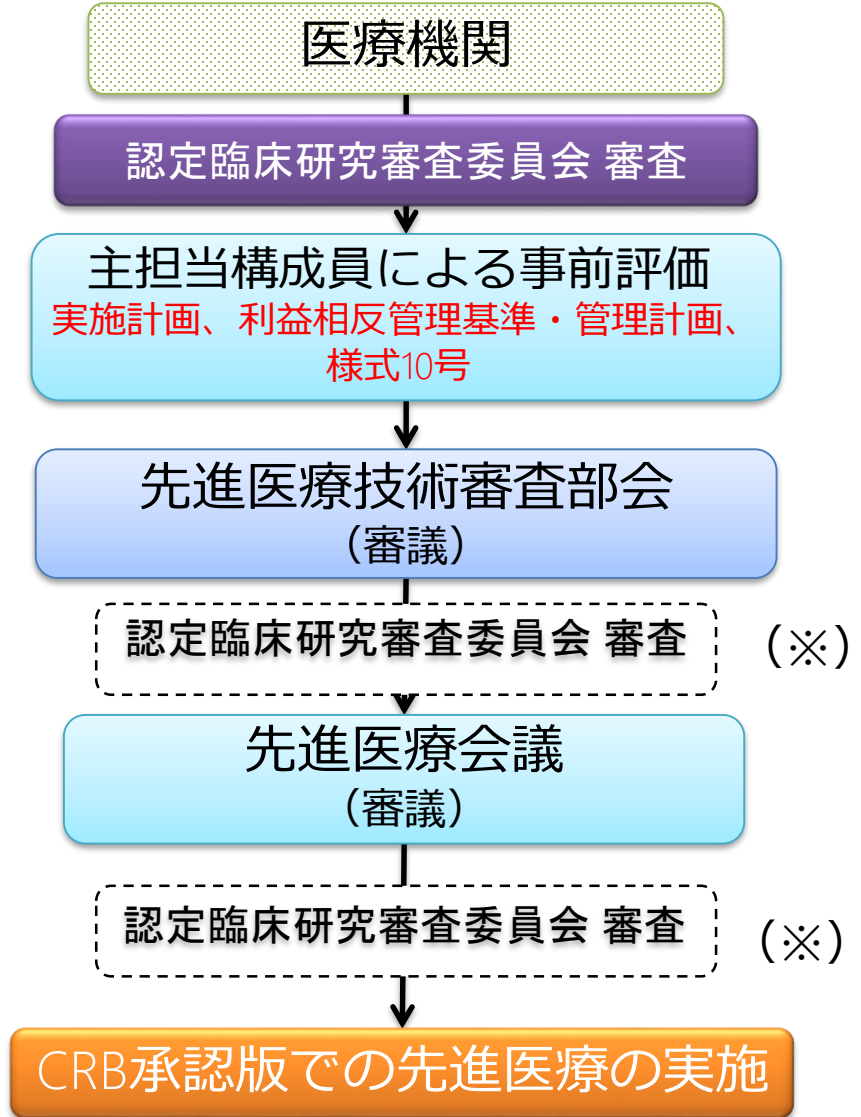 医療機関
認定臨床研究審査委員会 審査
主担当構成員による事前評価
実施計画、利益相反管理基準・管理計画、
様式10号
先進医療技術審査部会
（審議）
認定臨床研究審査委員会 審査
（※）
先進医療会議
（審議）
認定臨床研究審査委員会 審査
（※）
CRB承認版での先進医療の実施